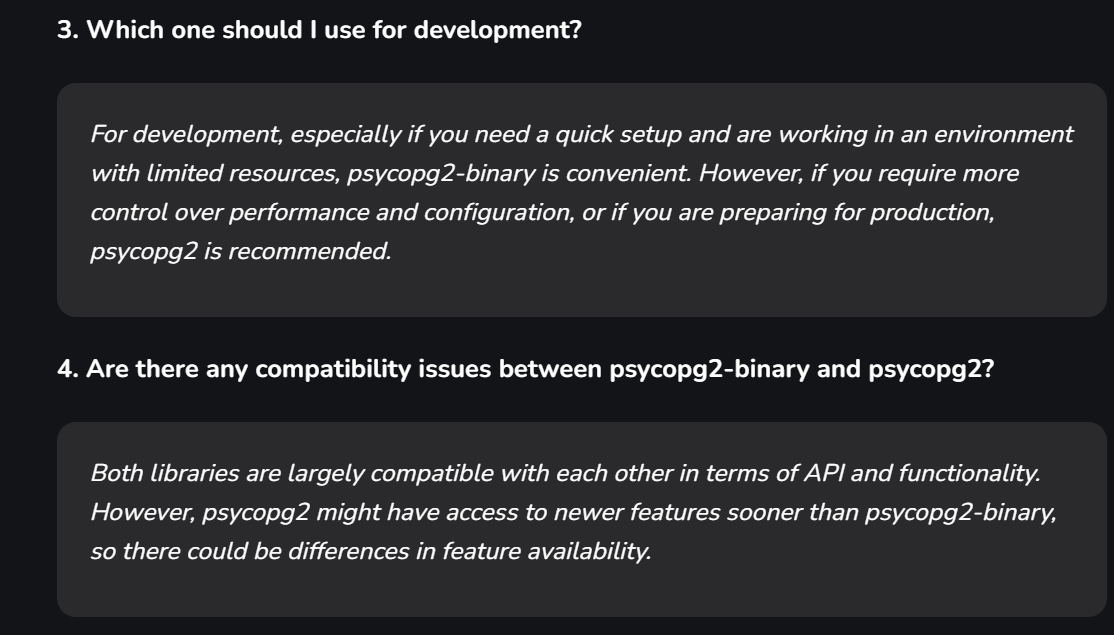 3. Which one should I use for development?
For development, especially if you need a quick setup and are working in an environment
with limited resources, psycopg2-binary is convenient. However, if you require more
control over performance and configuration, or if you are preparing for production,
psycopg2 is recommended.
4. Are there any compatibility issues between psycopg2-binary and psycopg2?
Both libraries are largely compatible with each other in terms of API and functionality.
However, psycopg2 might have access to newer features sooner than psycopg2-binary,
so there could be differences in feature availability.